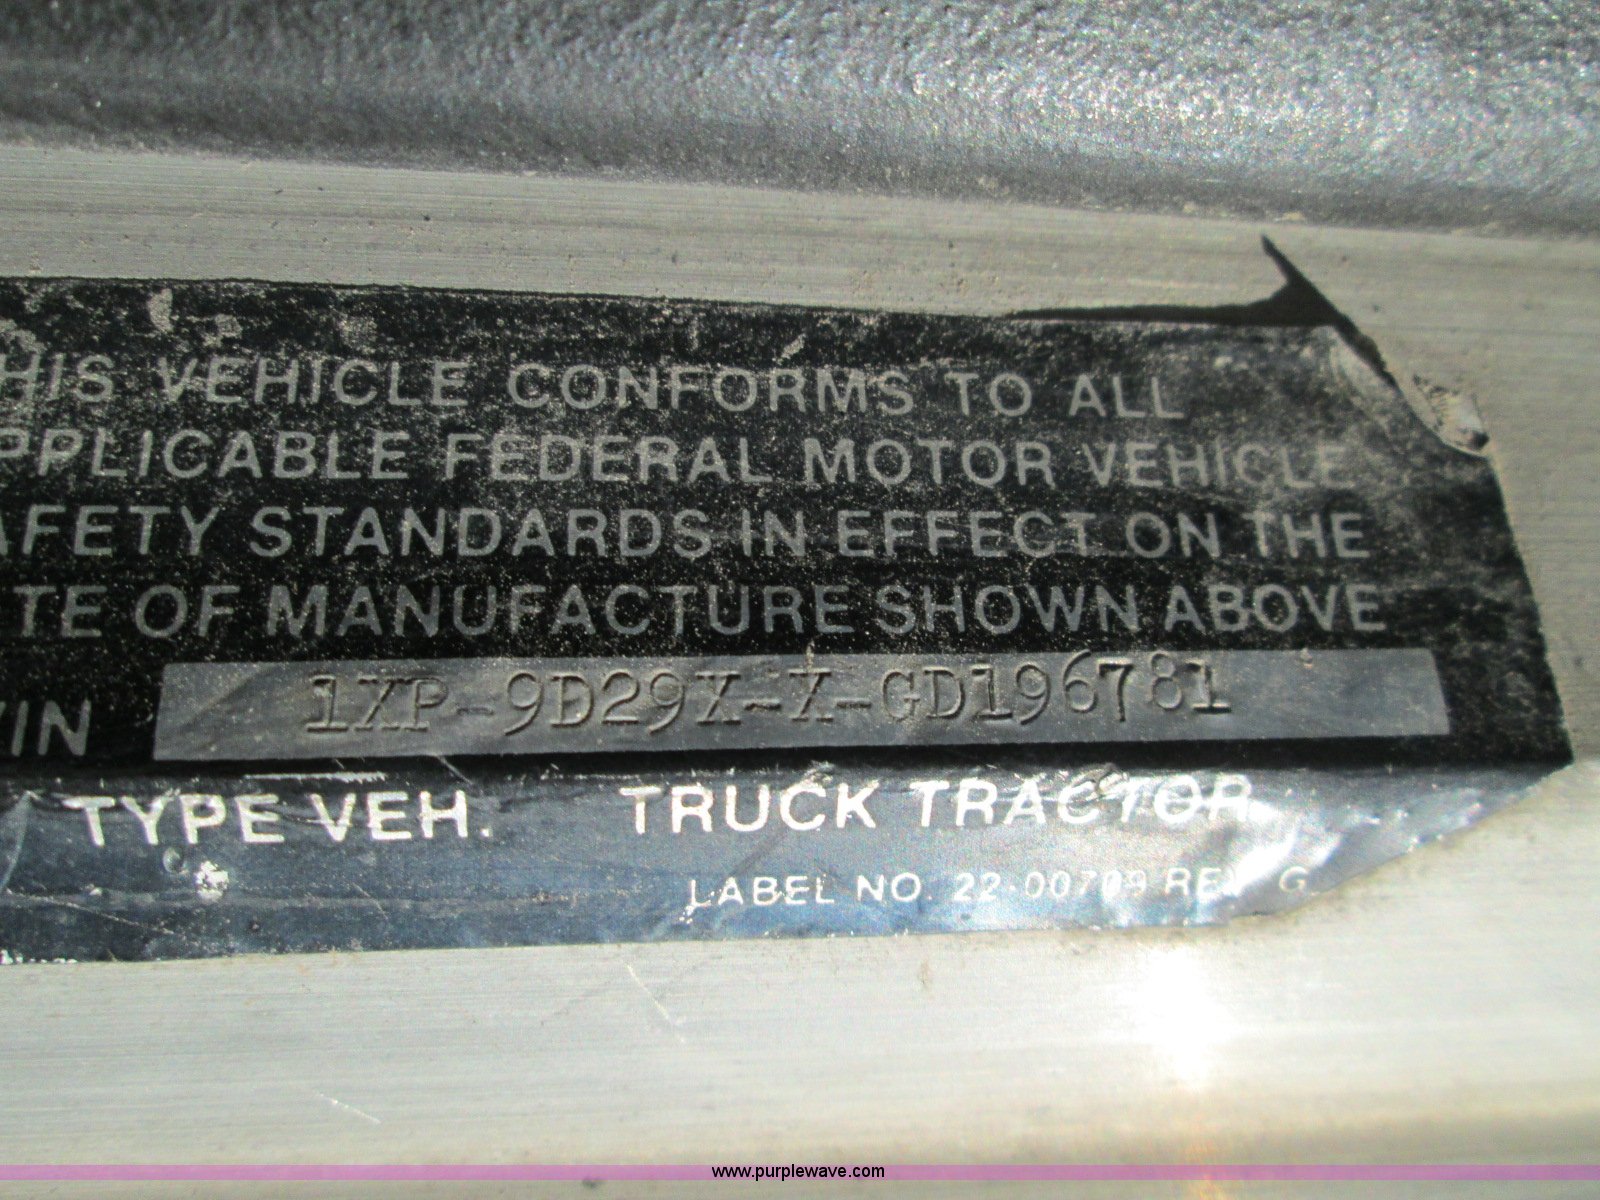 HIS VEHICLE CONFORMS TO ALL
PPLICABLE FEDERAL MOTOR VEHICLE
AFETY STANDARDS IN EFFECT ON THE
TE OF MANUFACTURE SHOWN ABOVE
VIN 1XP-9D29X-X-GD196781
TYPE VEH. TRUCK TRACTOR
LABEL NO. 22-00709 REV G
www.purplewave.com